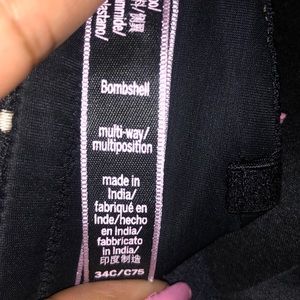 Bombshell
multi-way/
multiposition
made in
India/
fabriqué en
Inde/hecho
en India/
fabbricato
in India/
印度制造
34C/C75